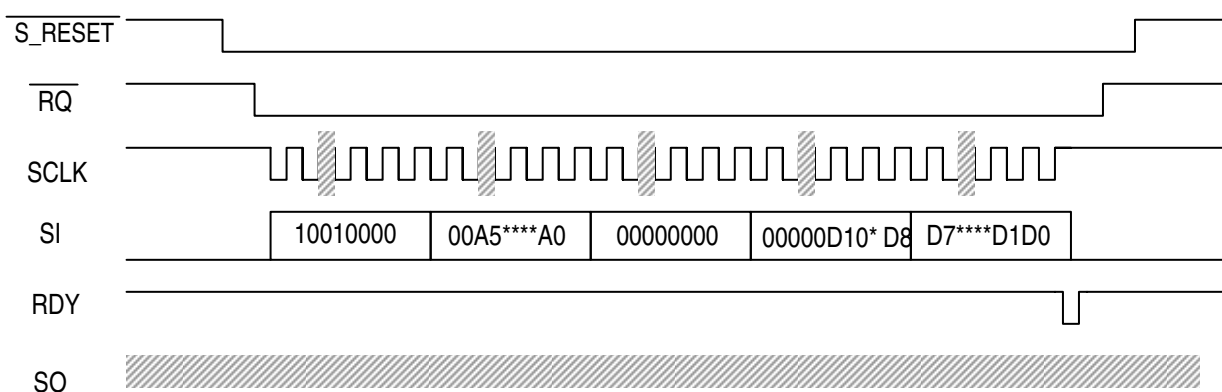 S_RESET
RQ
SCLK
SI 10010000 00A5****A0 00000000 00000D10* D8 D7****D1D0
RDY
SO